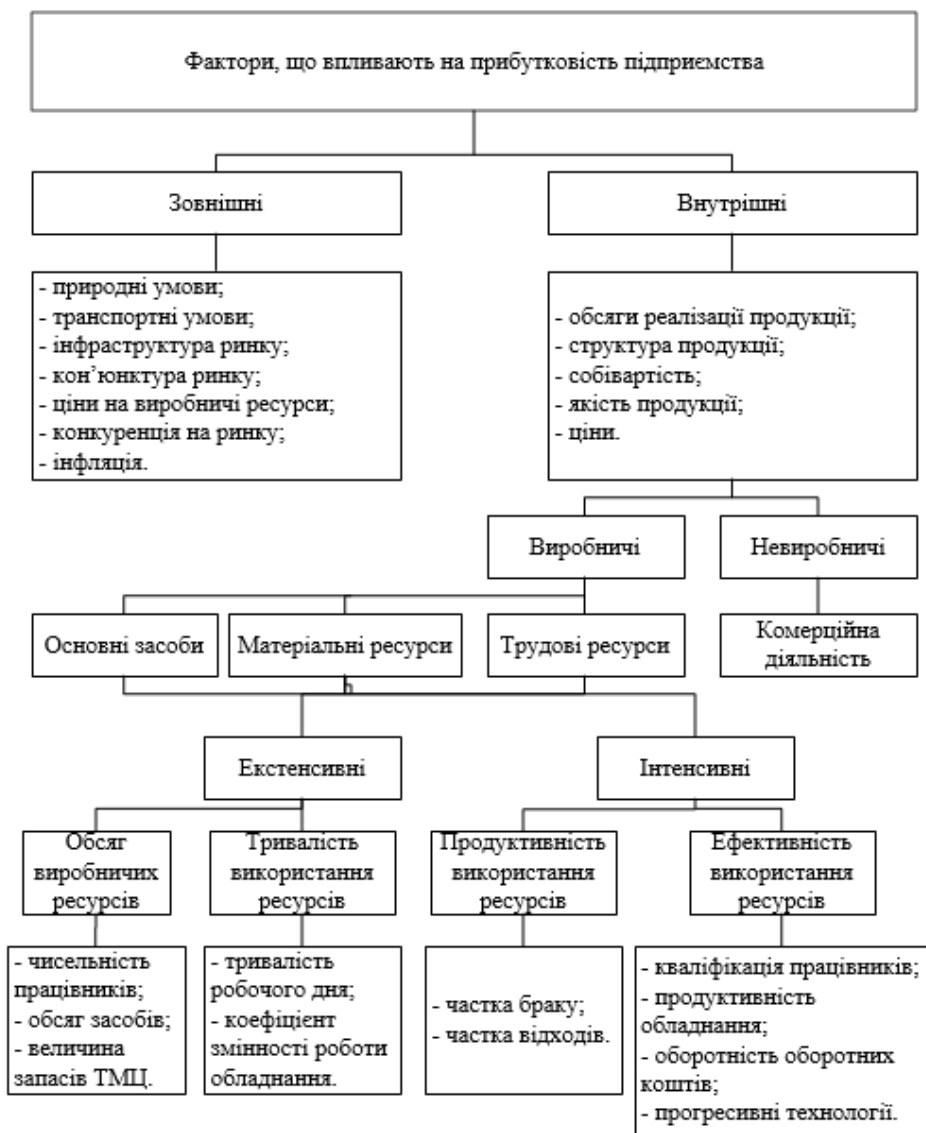 Фактори, що впливають на прибутковість підприємства
Зовнішні
Внутрішні
- природні умови;
- транспортні умови;
- інфраструктура ринку;
- кон’юнктура ринку;
- ціни на виробничі ресурси;
- конкуренція на ринку;
- інфляція.
- обсяги реалізації продукції;
- структура продукції;
- собівартість;
- якість продукції;
- ціни.
Виробничі
Невиробничі
Основні засоби
Матеріальні ресурси
Трудові ресурси
Комерційна
діяльність
Екстенсивні
Інтенсивні
Обсяг
виробничих
ресурсів
Тривалість
використання
ресурсів
Продуктивність
використання
ресурсів
Ефективність
використання
ресурсів
- чисельність
працівників;
- обсяг засобів;
- величина
запасів ТМЦ.
- тривалість
робочого дня;
- коефіцієнт
змінності роботи
обладнання.
- частка браку;
- частка відходів.
- кваліфікація працівників;
- продуктивність
обладнання;
- оборотність оборотних
коштів;
- прогресивні технології.